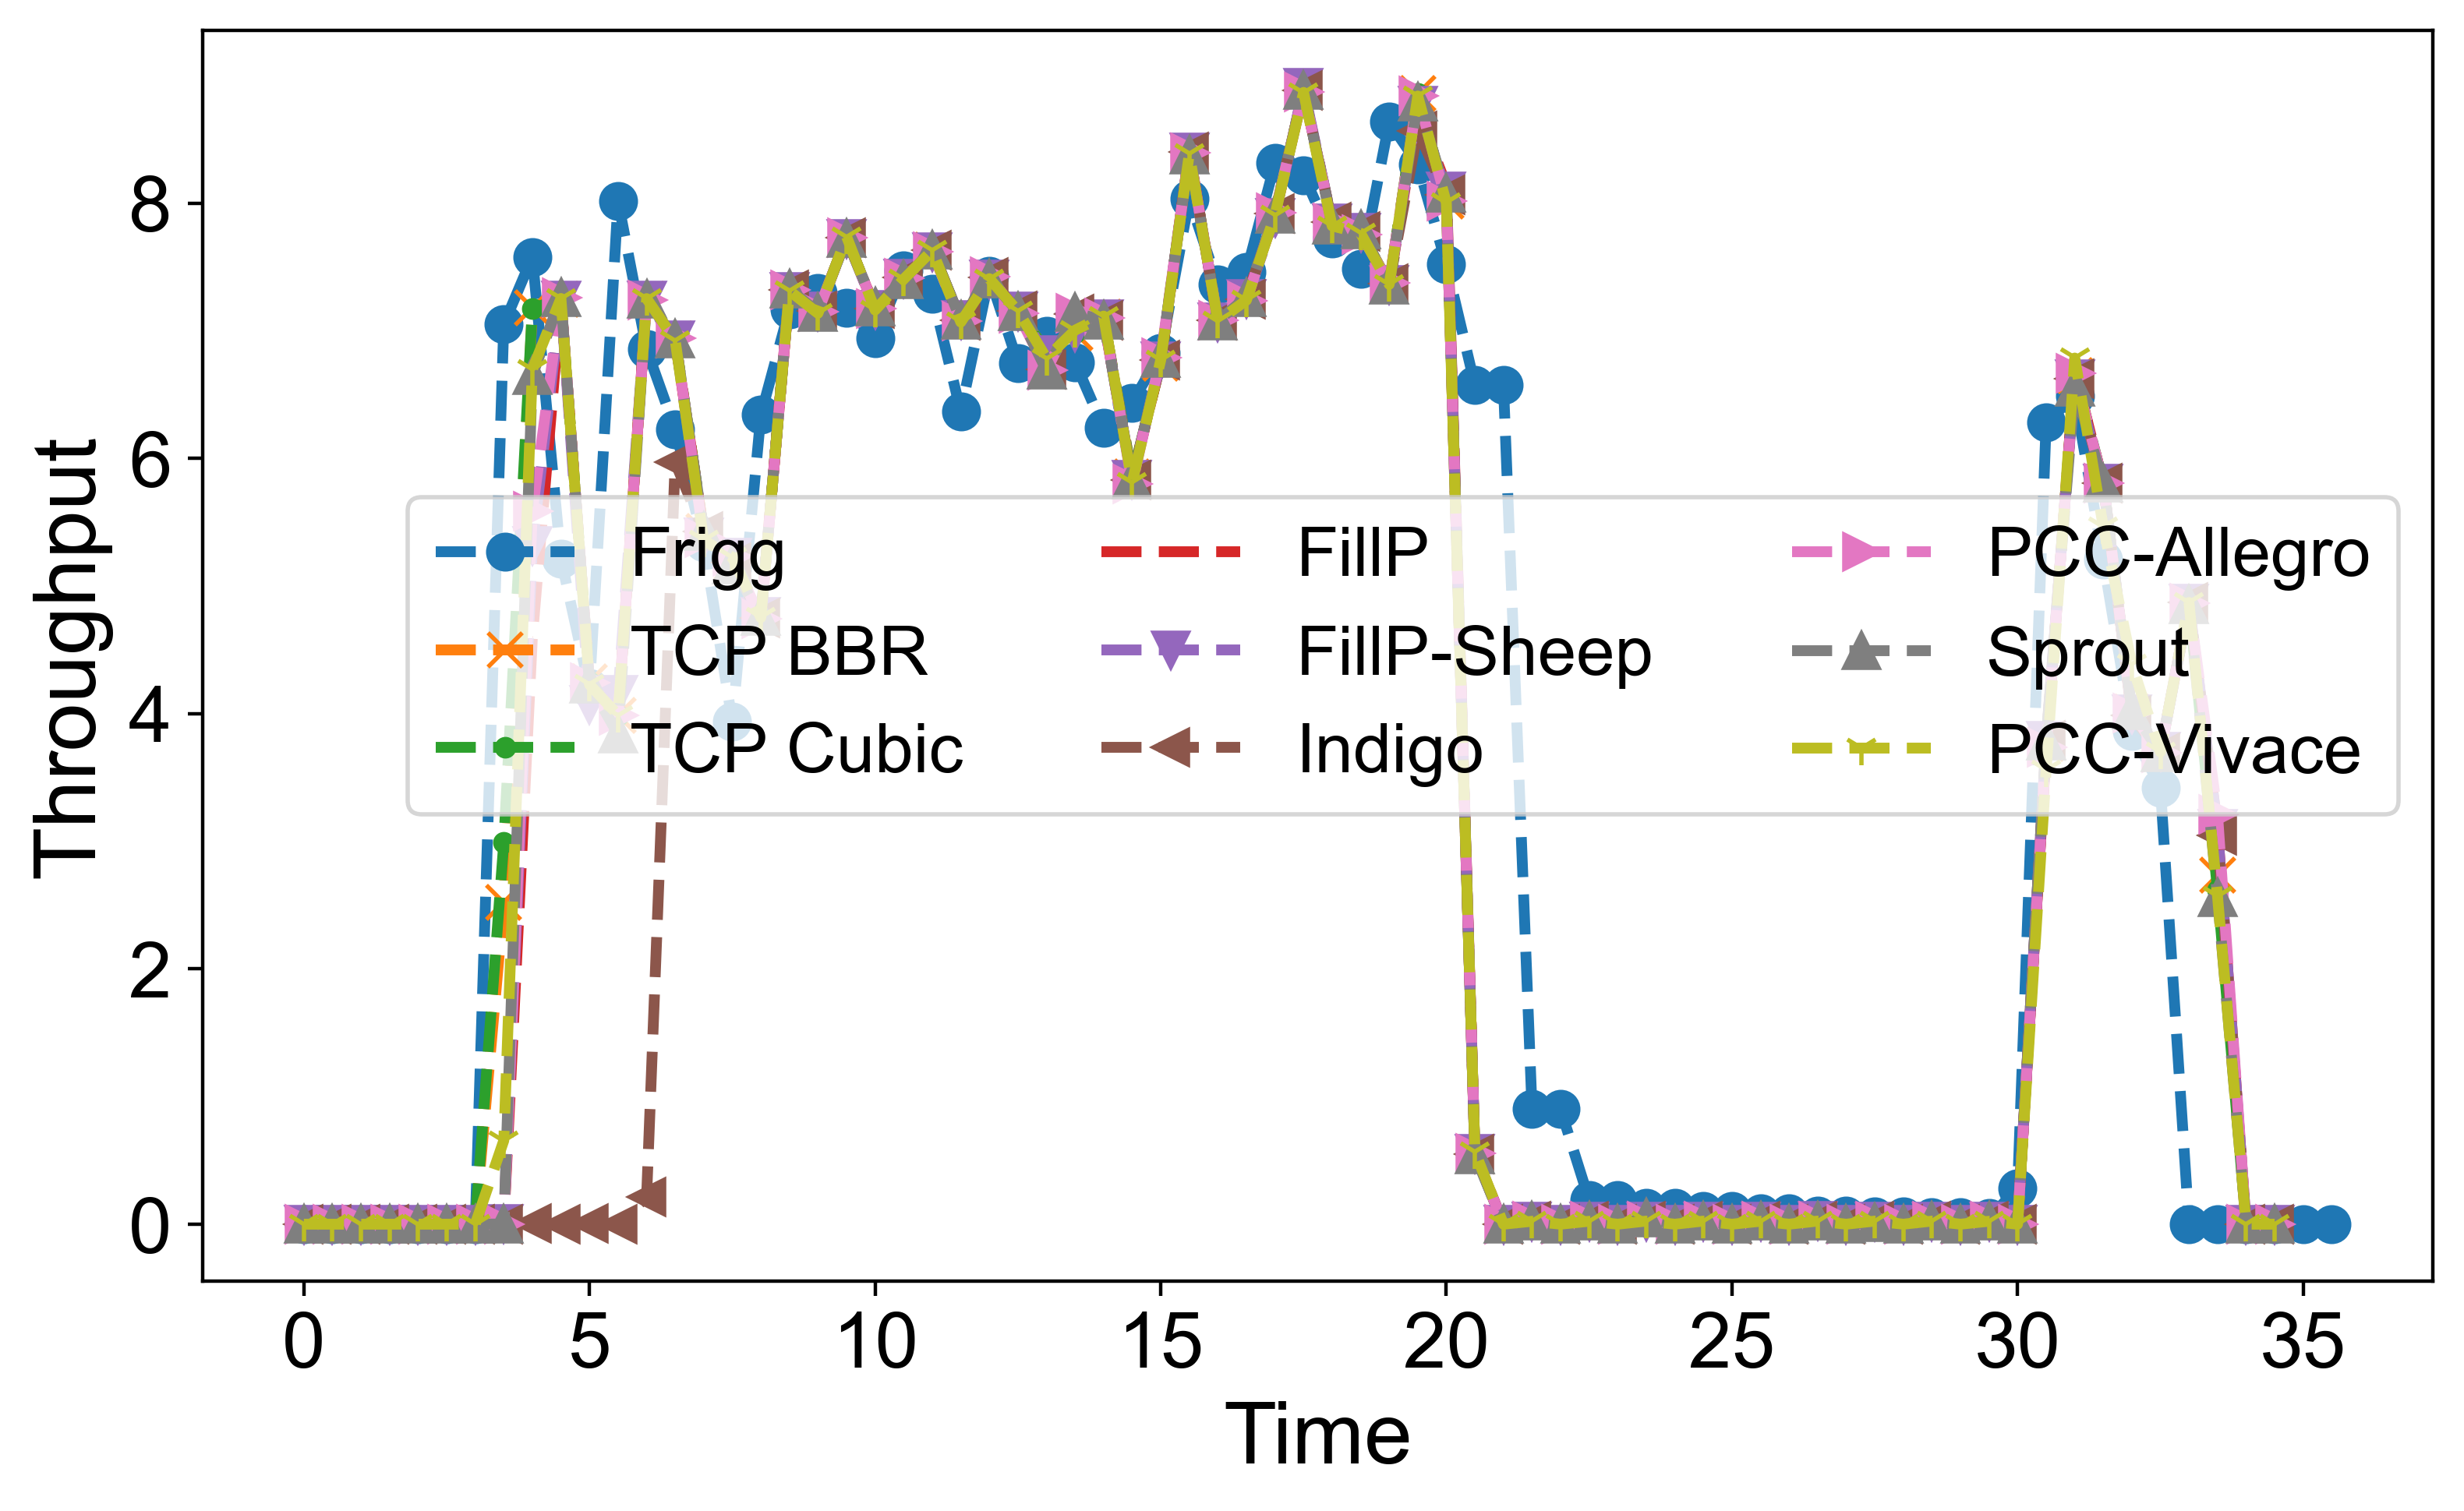 Throughput
8
6
4
2
0
Frigg
TCP BBR
TCP Cubic
FillP
FillP-Sheep
Indigo
PCC-Allegro
Sprout
PCC-Vivace
0 5 10 15 20 25 30 35
Time